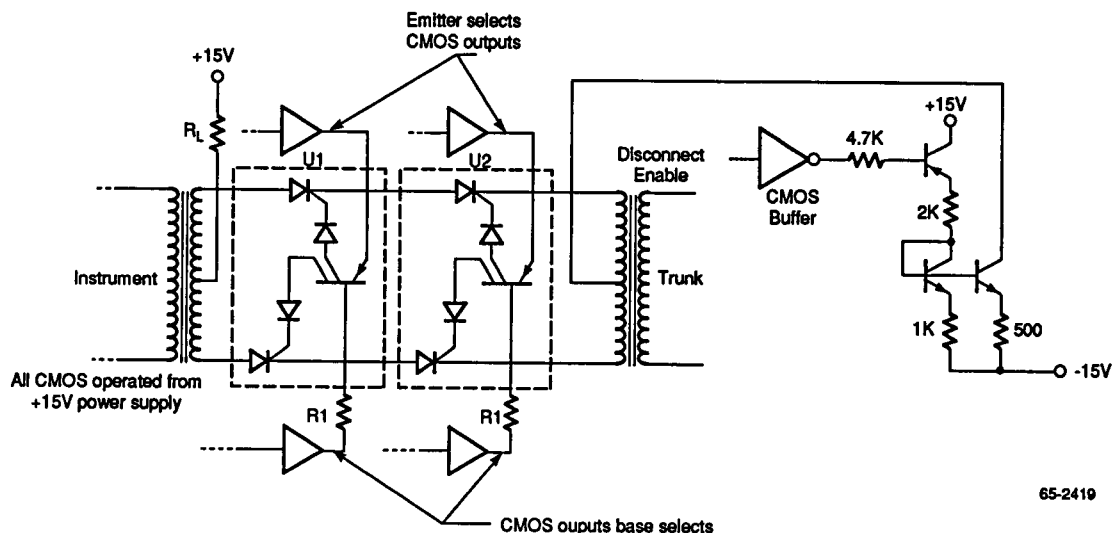 Emitter selects
CMOS outputs
+15V
RL
U1
U2
Disconnect
Enable
+15V
4.7K
CMOS
Buffer
2K
Instrument
Trunk
1K
500
All CMOS operated from
+15V power supply
-15V
R1
R1
65-2419
CMOS ouputs base selects